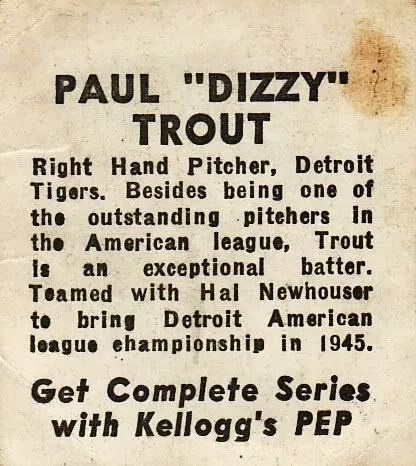 PAUL "DIZZY"
TROUT
Right Hand Pitcher, Detroit
Tigers. Besides being one of
the outstanding pitchers in
the American league, Trout
is an exceptional batter.
Teamed with Hal Newhouser
to bring Detroit American
league championship in 1945.
Get Complete Series
with Kellogg's PEP